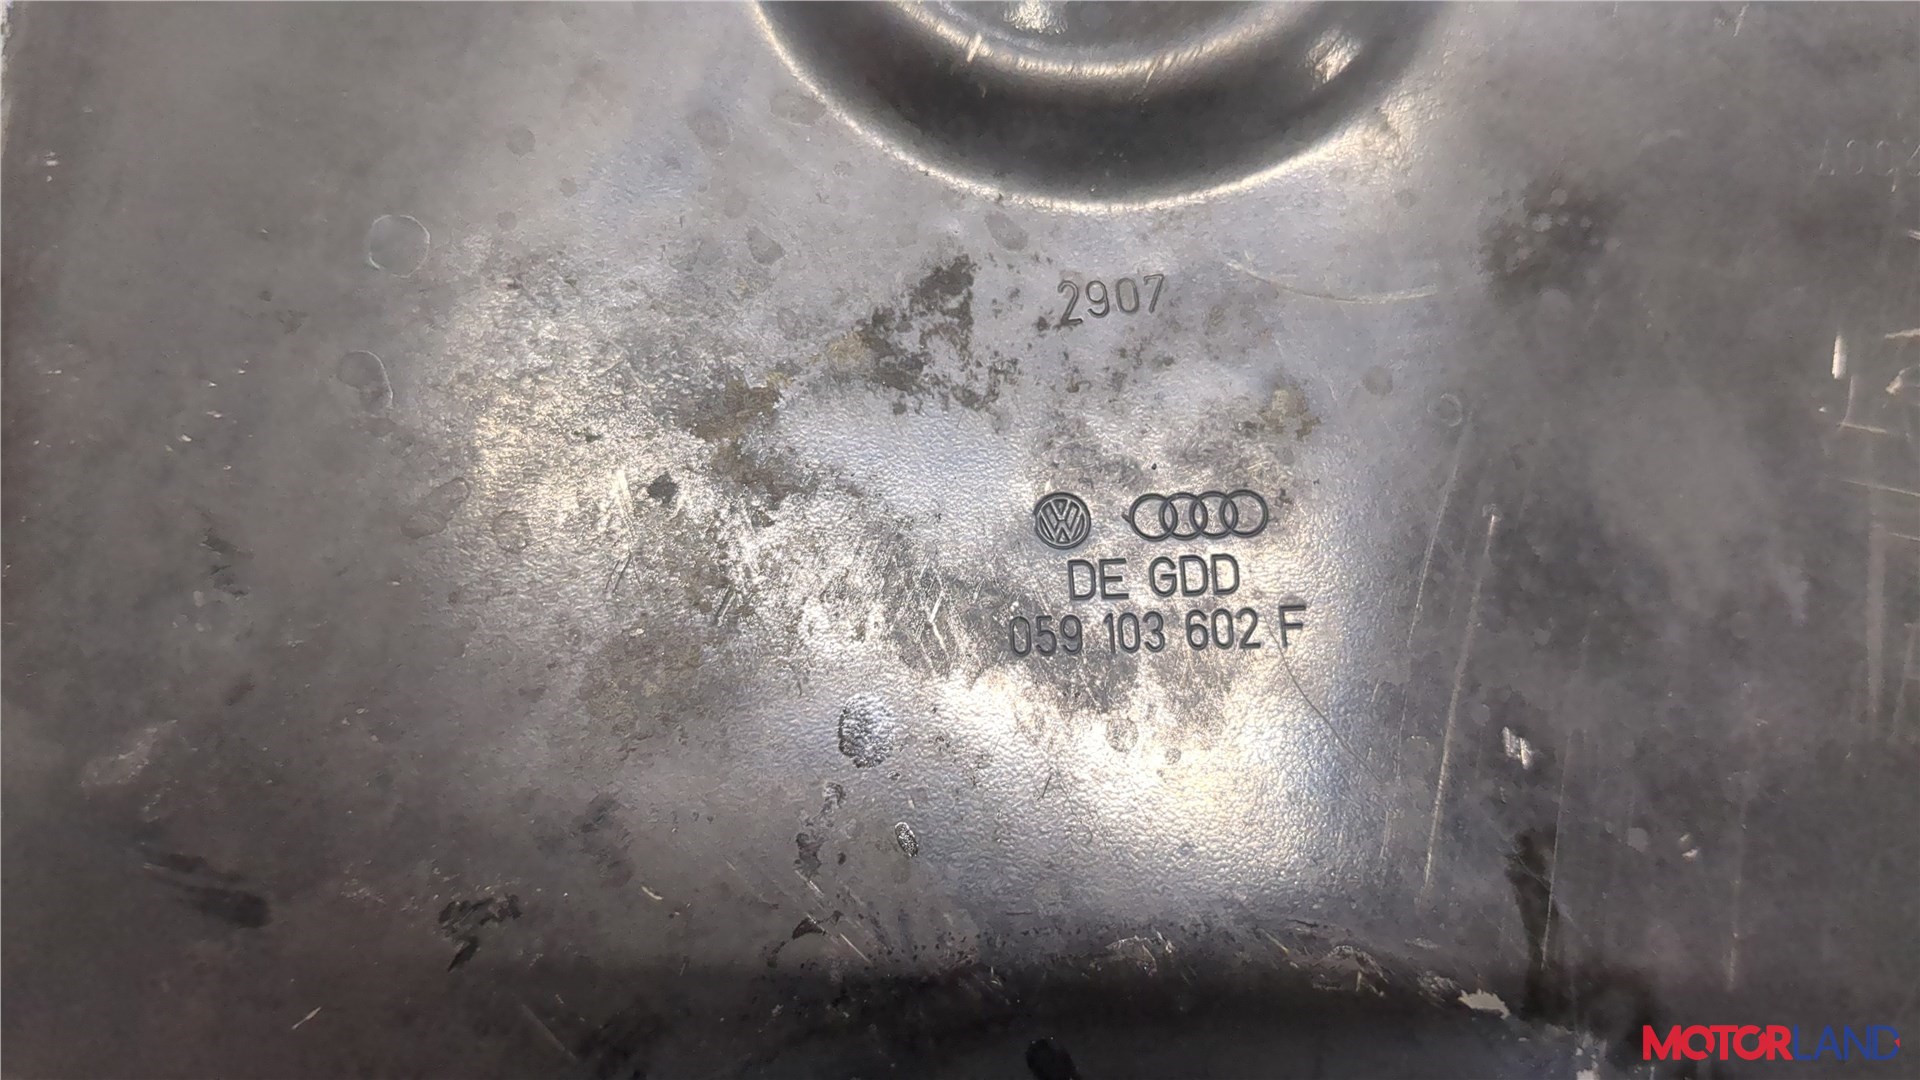 2907
DE GDD
059 103 602 F
MOTORLAND